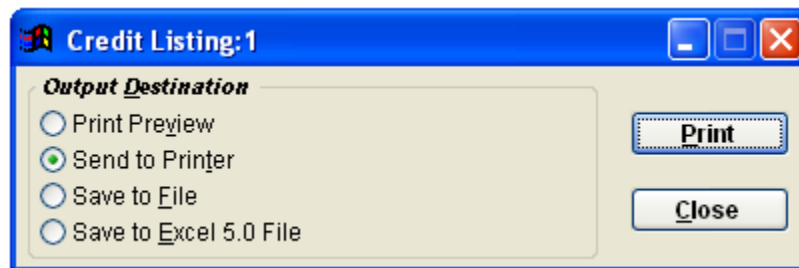 Credit Listing:1
Output Destination
Print Preview
Send to Printer
Save to File
Save to Excel 5.0 File
Print
Close